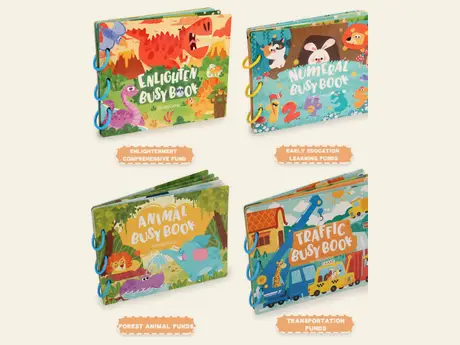 ENLIGHTEN
BUSY BOOK
ENLIGHTENMENT
COMPREHENSIVE FUND
NUMERAL
BUSY BOOK
EARLY EDUCATION
LEARNING FUNDS
ANIMAL
BUSY BOOK
FOREST ANIMAL FUNDS
TRAFFIC
BUSY BOOK
TRANSPORTATION
FUNDS